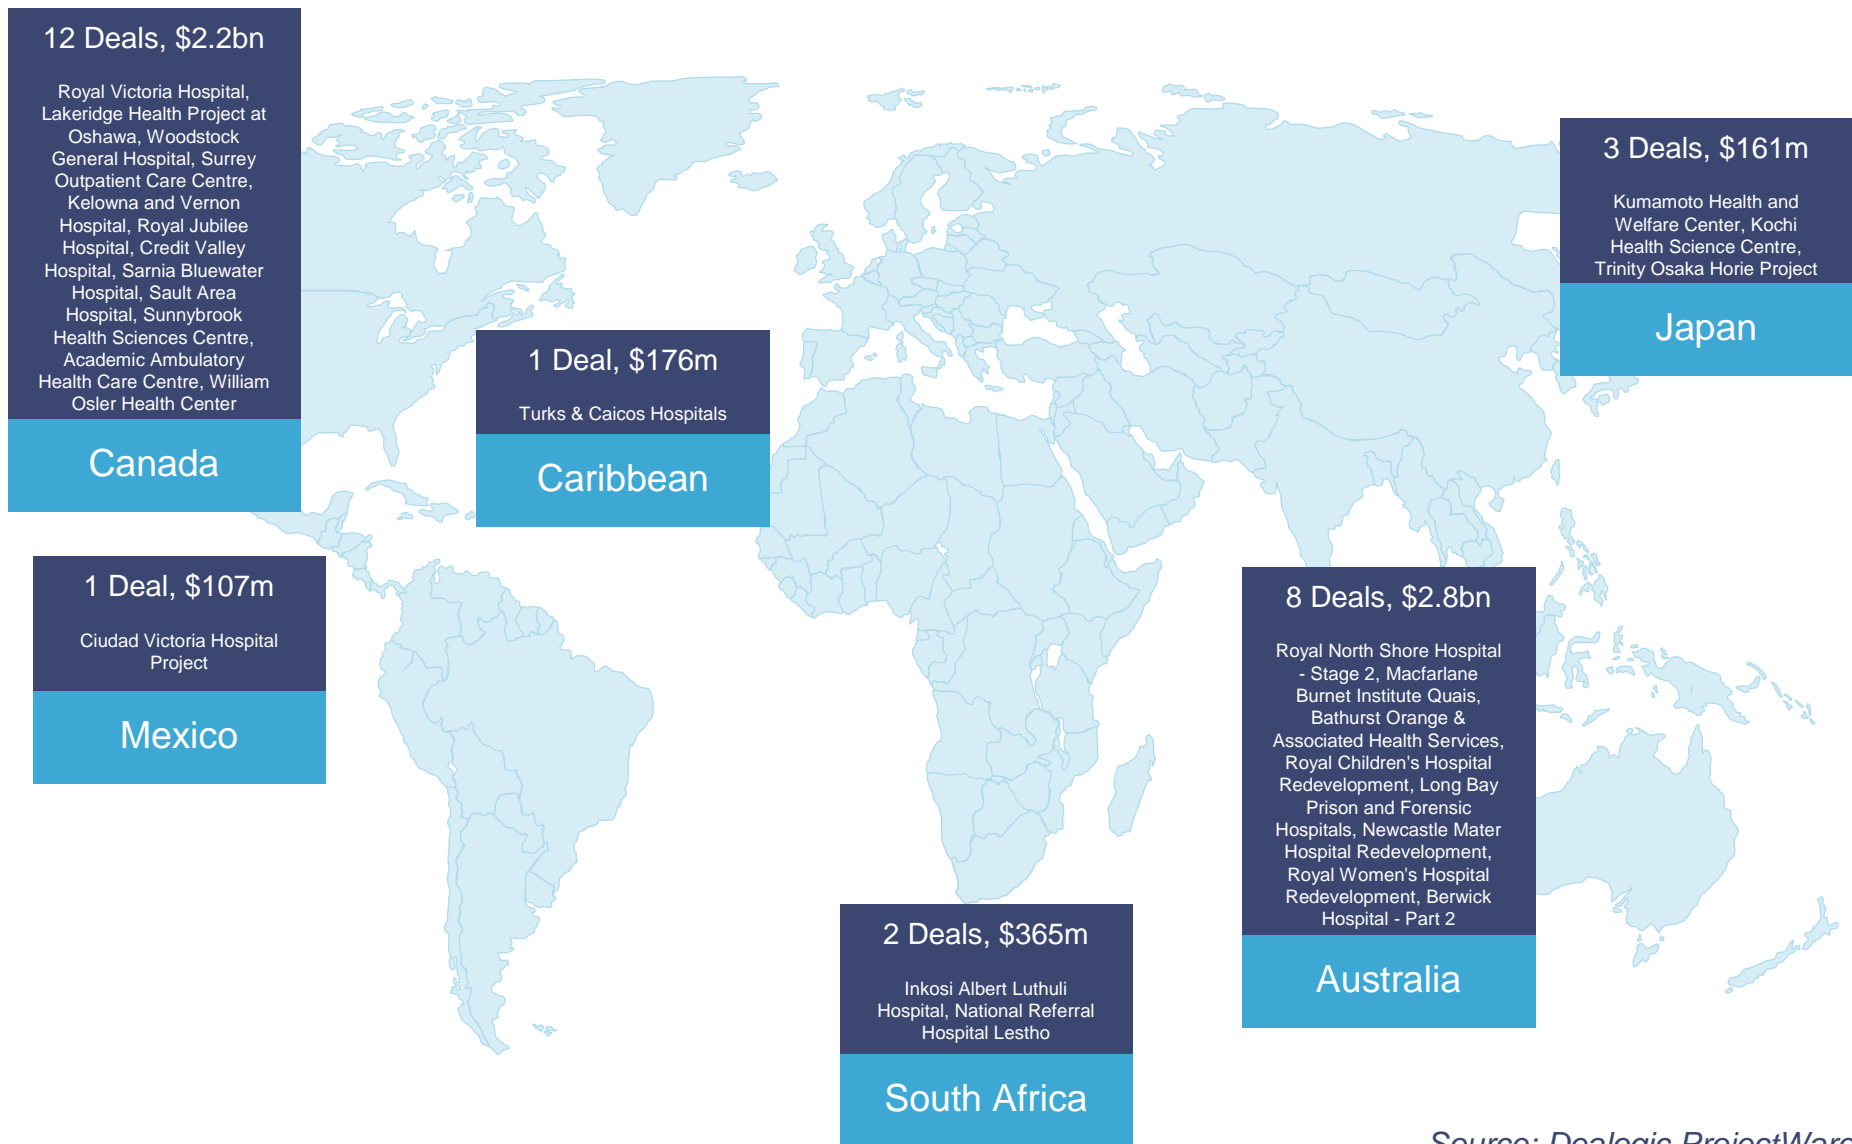 12 Deals, $2.2bn
Royal Victoria Hospital,
Lakeridge Health Project at
Oshawa, Woodstock
General Hospital, Surrey
Outpatient Care Centre,
Kelowna and Vernon
Hospital, Royal Jubilee
Hospital, Credit Valley
Hospital, Sarnia Bluewater
Hospital, Sault Area
Hospital, Sunnybrook
Health Sciences Centre,
Academic Ambulatory
Health Care Centre, William
Osler Health Center
Canada
1 Deal, $176m
Turks & Caicos Hospitals
Caribbean
3 Deals, $161m
Kumamoto Health and
Welfare Center, Kochi
Health Science Centre,
Trinity Osaka Horie Project
Japan
1 Deal, $107m
Ciudad Victoria Hospital
Project
Mexico
8 Deals, $2.8bn
Royal North Shore Hospital
- Stage 2, Macfarlane
Burnet Institute Quais,
Bathurst Orange &
Associated Health Services,
Royal Children's Hospital
Redevelopment, Long Bay
Prison and Forensic
Hospitals, Newcastle Mater
Hospital Redevelopment,
Royal Women's Hospital
Redevelopment, Berwick
Hospital - Part 2
Australia
2 Deals, $365m
Inkosi Albert Luthuli
Hospital, National Referral
Hospital Lestho
South Africa
Source: Dealogic ProjectWare